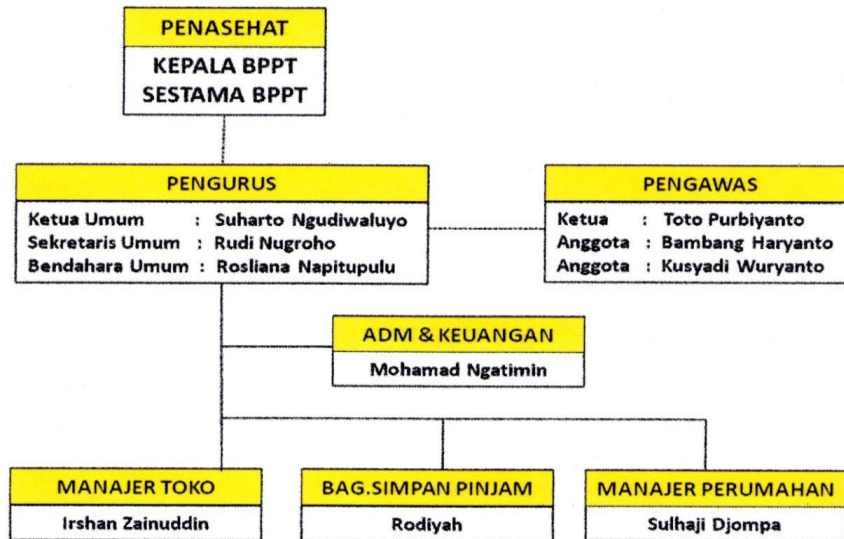 PENASEHAT
KEPALA BPPT
SESTAMA BPPT
PENGURUS
Ketua Umum : Suharto Ngudiwaluyo
Sekretaris Umum : Rudi Nugroho
Bendahara Umum : Rosliana Napitupulu
PENGAWAS
Ketua : Toto Purbiyanto
Anggota : Bambang Haryanto
Anggota : Kusyadi Wuryanto
ADM & KEUANGAN
Mohamad Ngatimin
MANAJER TOKO
Irshan Zainuddin
BAG.SIMPAN PINJAM
Rodiyah
MANAJER PERUMAHAN
Sulhaji Djompa